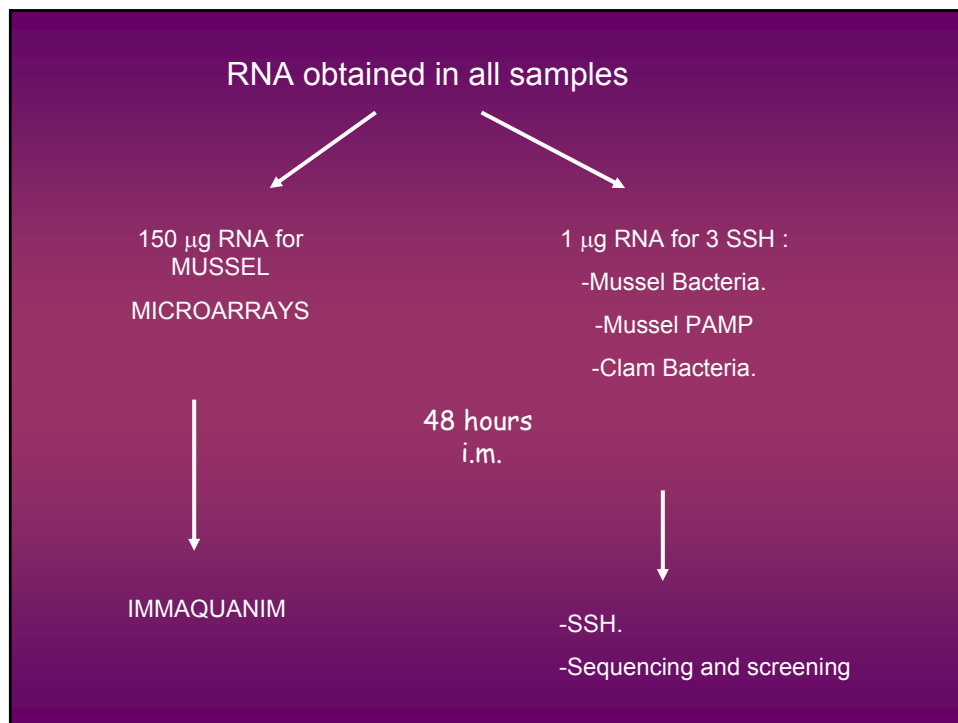 RNA obtained in all samples
150 μg RNA for
MUSSEL
MICROARRAYS
1 μg RNA for 3 SSH :
-Mussel Bacteria.
-Mussel PAMP
-Clam Bacteria.
48 hours
i.m.
IMMAQUANIM
-SSH.
-Sequencing and screening